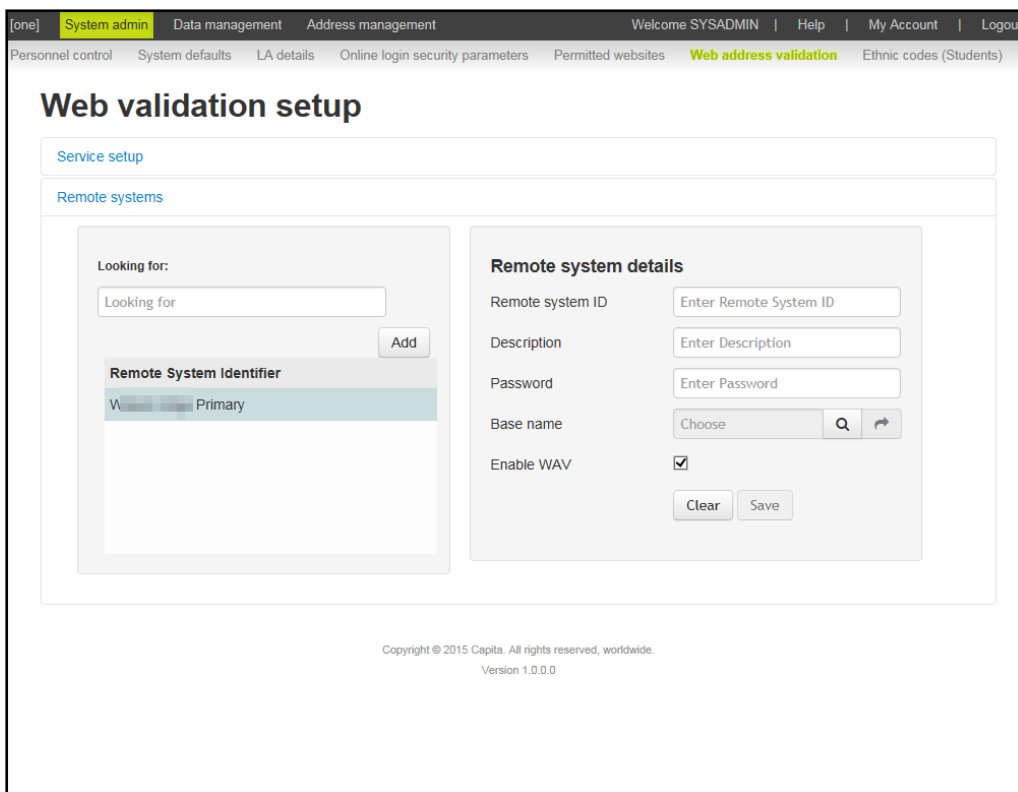 [one] System admin Data management Address management Welcome SYSADMIN | Help | My Account | Logou
Personnel control System defaults LA details Online login security parameters Permitted websites Web address validation Ethnic codes (Students)
Web validation setup
Service setup
Remote systems
Looking for:
Looking for
Add
Remote System Identifier
Primary
Remote system details
Remote system ID Enter Remote System ID
Description Enter Description
Password Enter Password
Base name Choose
Enable WAV
Clear Save
Copyright © 2015 Capita. All rights reserved, worldwide.
Version 1.0.0.0